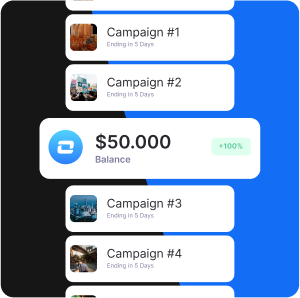 Campaign #1
Ending in 5 Days
Campaign #2
Ending in 5 Days
$50.000
+100%
Balance
Campaign #3
Ending in 5 Days
Campaign #4
Ending in 5 Days